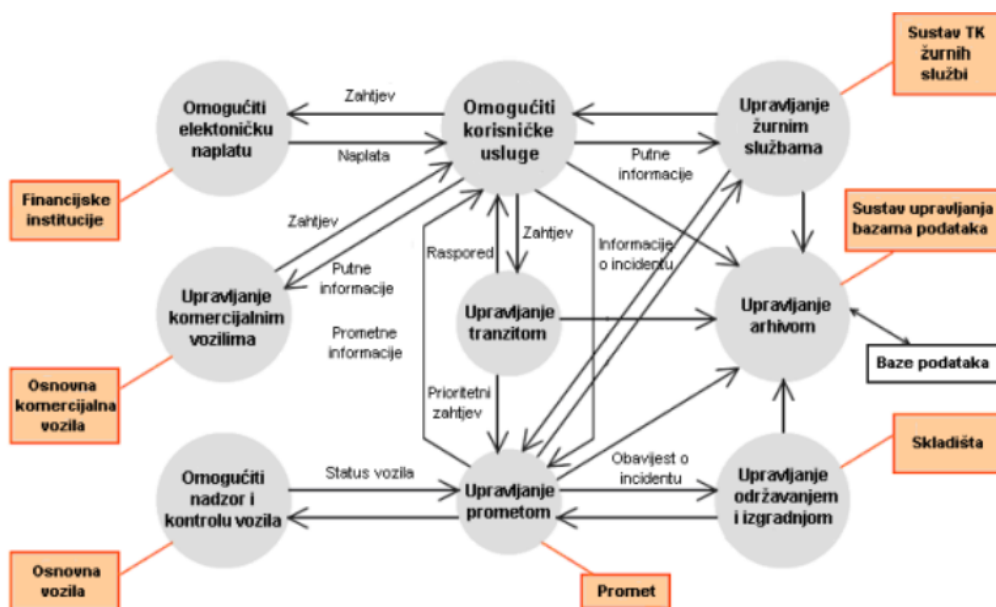 Sustav TK
žurnih
službi
Omogućiti
elektoničku
naplatu
Zahtjev
Naplata
Omogućiti
korisničke
usluge
Upravljanje
žurnim
službama
Putne
informacije
Financijske
institucije
Zahtjev
Putne
informacije
Raspored
Zahtjev
Informacije
o incidentu
Sustav upravljanja
bazama podataka
Upravljanje
komercijalnim
vozilima
Prometne
informacije
Upravljanje
tranzitom
Upravljanje
arhivom
Baze podataka
Osnovna
komercijalna
vozila
Prioritetni
zahtjev
Skladišta
Omogućiti
nadzor i
kontrolu vozila
Status vozila
Upravljanje
prometom
Obavijest o
incidentu
Upravljanje
održavanjem
i izgradnjom
Osnovna
vozila
Promet